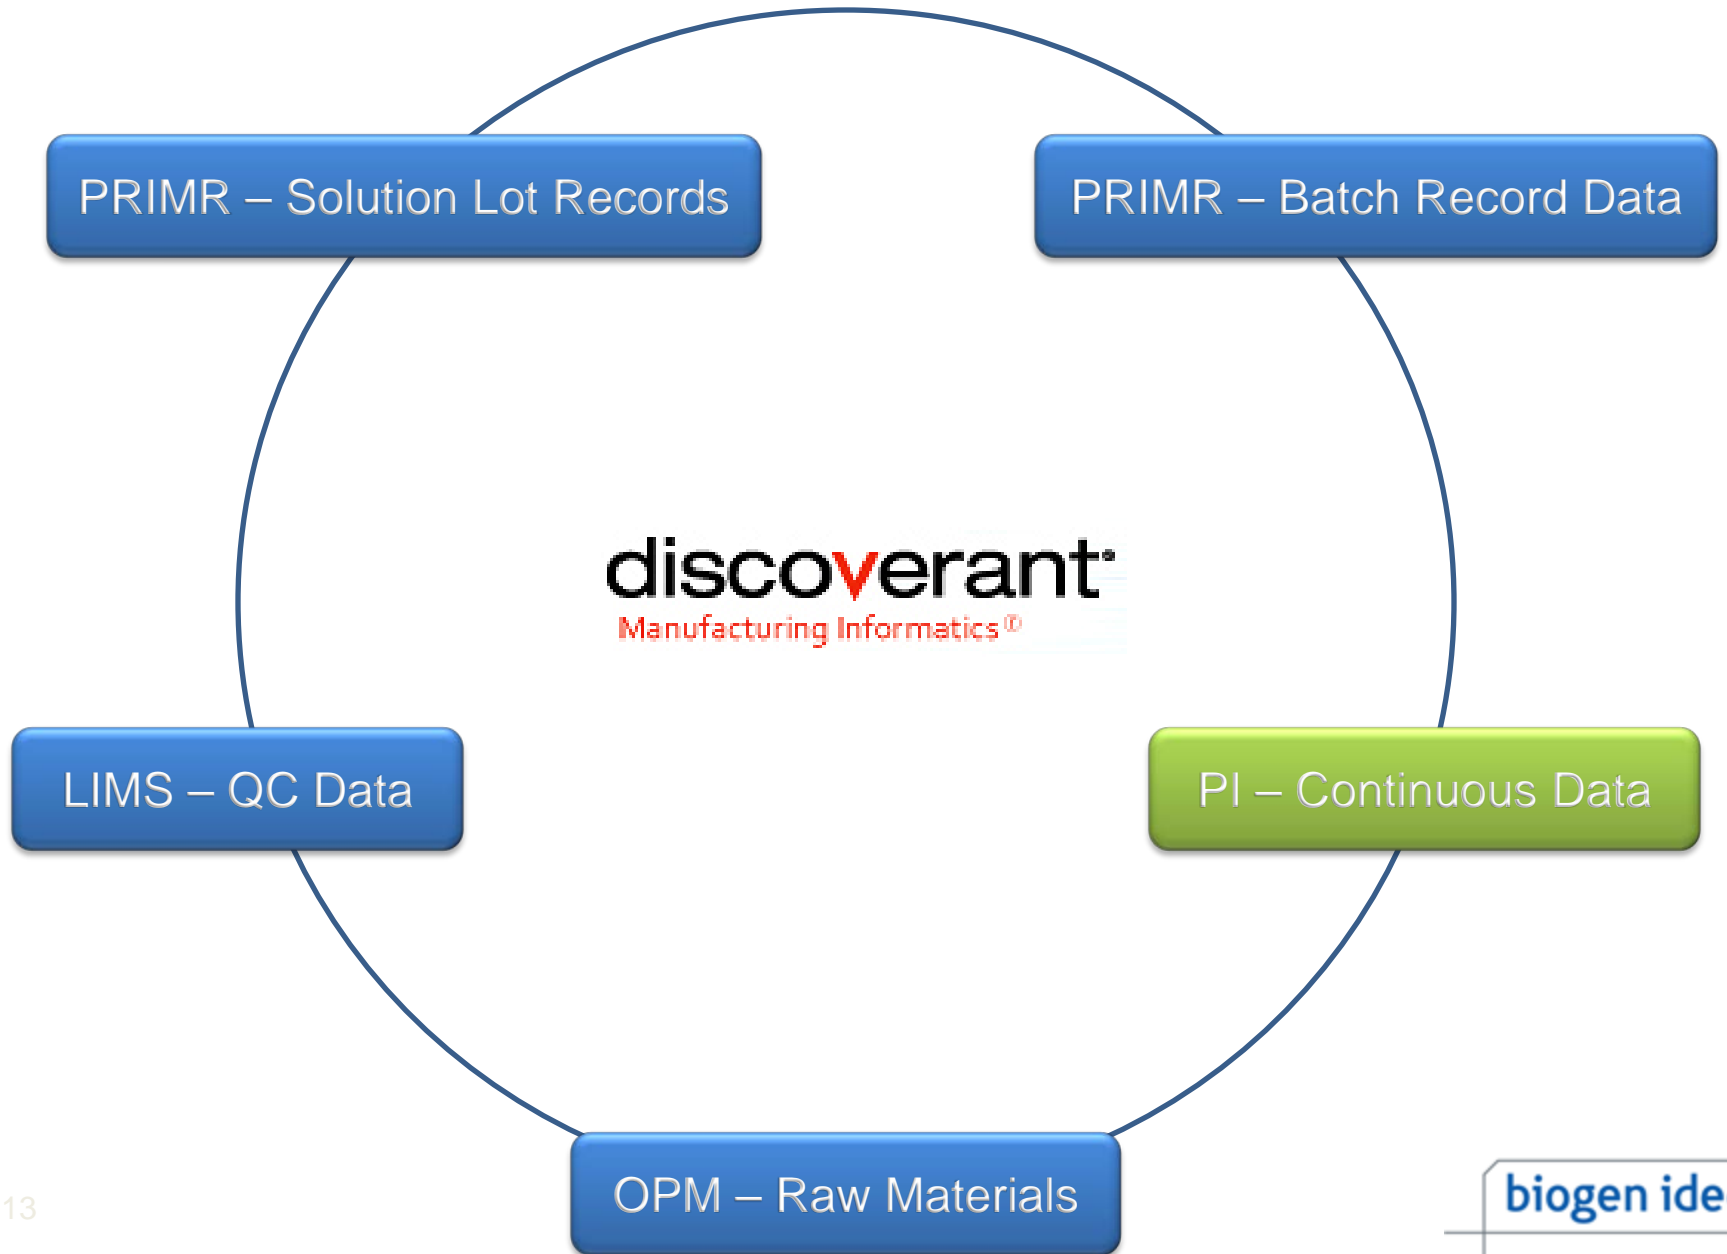 PRIMR – Solution Lot Records
PRIMR – Batch Record Data
discoverant®
Manufacturing Informatics®
LIMS – QC Data
PI – Continuous Data
OPM – Raw Materials
13
biogen ide